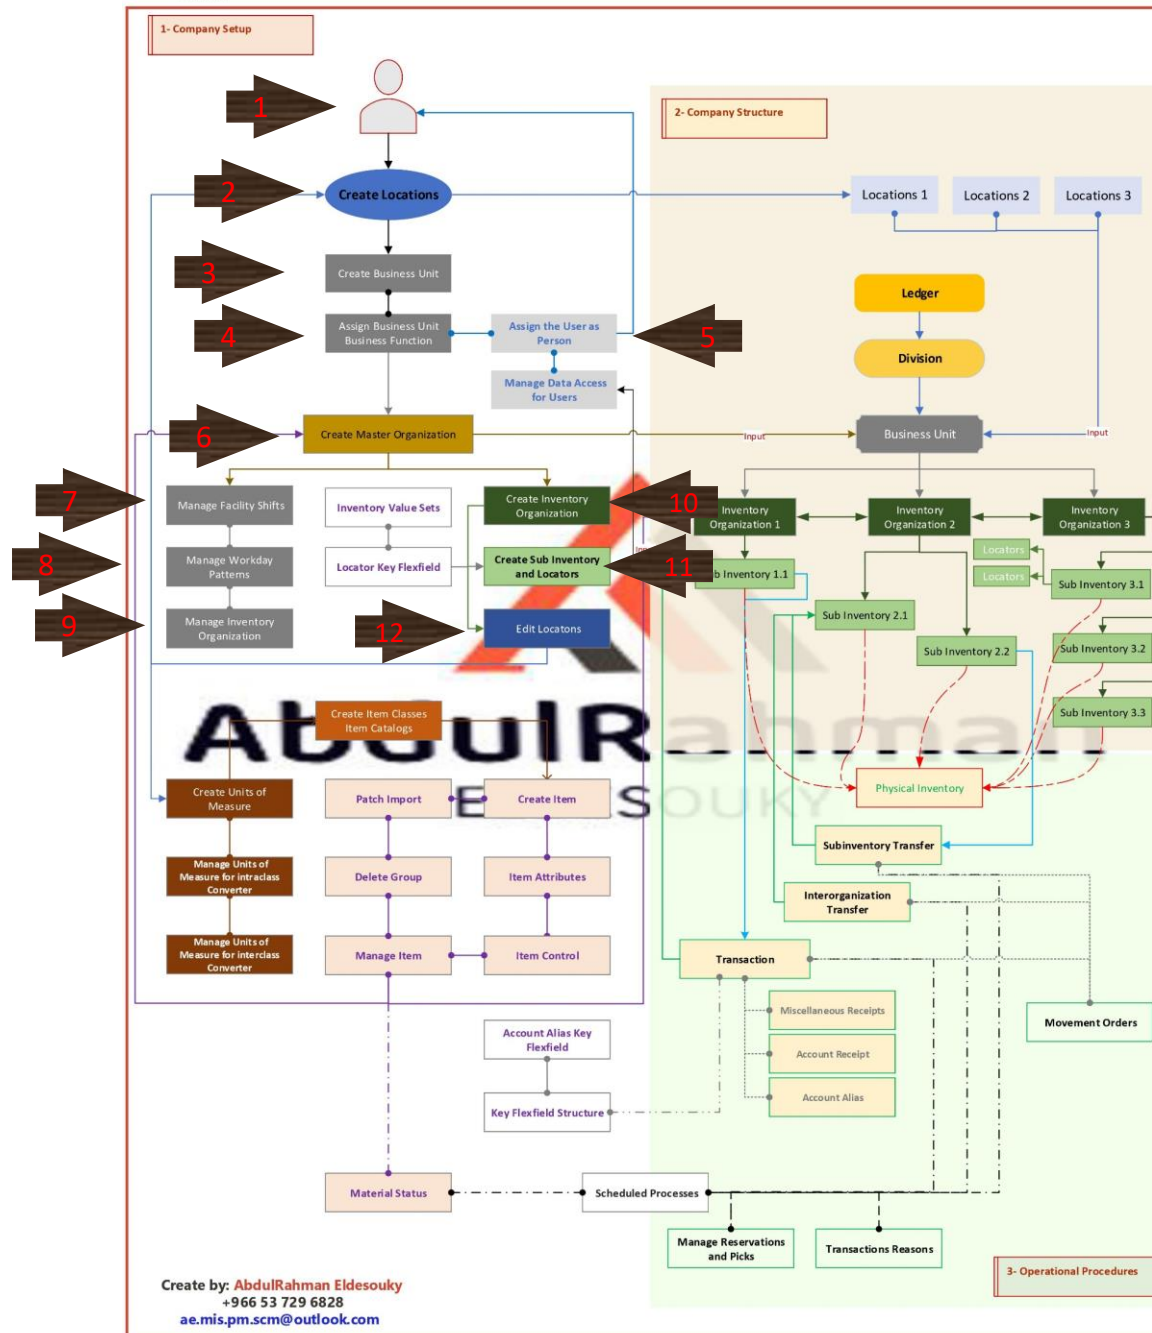 1- Company Setup
1
2- Company Structure
2
Create Locations
Locations 1
Locations 2
Locations 3
3
Create Business Unit
Ledger
4
Assign Business Unit
Business Function
Assign the User as
Person
5
Division
Manage Data Access
for Users
6
Create Master Organization
Input
Business Unit
Input
7
Manage Facility Shifts
Inventory Value Sets
Create Inventory
Organization
10
Inventory
Organization 1
Inventory
Organization 2
Inventory
Organization 3
8
Manage Workday
Patterns
Locator Key Flexfield
Create Sub Inventory
and Locators
11
Sub Inventory 1.1
Locators
Locators
Sub Inventory 3.1
9
Manage Inventory
Organization
12
Edit Locatons
Sub Inventory 2.1
Sub Inventory 2.2
Sub Inventory 3.2
Sub Inventory 3.3
Create Item Classes
Item Catalogs
AbdulRahman
ELDESOUKY
Create Units of
Measure
Patch Import
Create Item
Physical Inventory
Subinventory Transfer
Manage Units of
Measure for intraclass
Converter
Delete Group
Item Attributes
Interorganization
Transfer
Manage Units of
Measure for interclass
Converter
Manage Item
Item Control
Transaction
Miscellaneous Receipts
Movement Orders
Account Alias Key
Flexfield
Account Receipt
Key Flexfield Structure
Account Alias
Material Status
Scheduled Processes
Manage Reservations
and Picks
Transactions Reasons
3- Operational Procedures
Create by: AbdulRahman Eldesouky
+966 53 729 6828
ae.mis.pm.scm@outlook.com